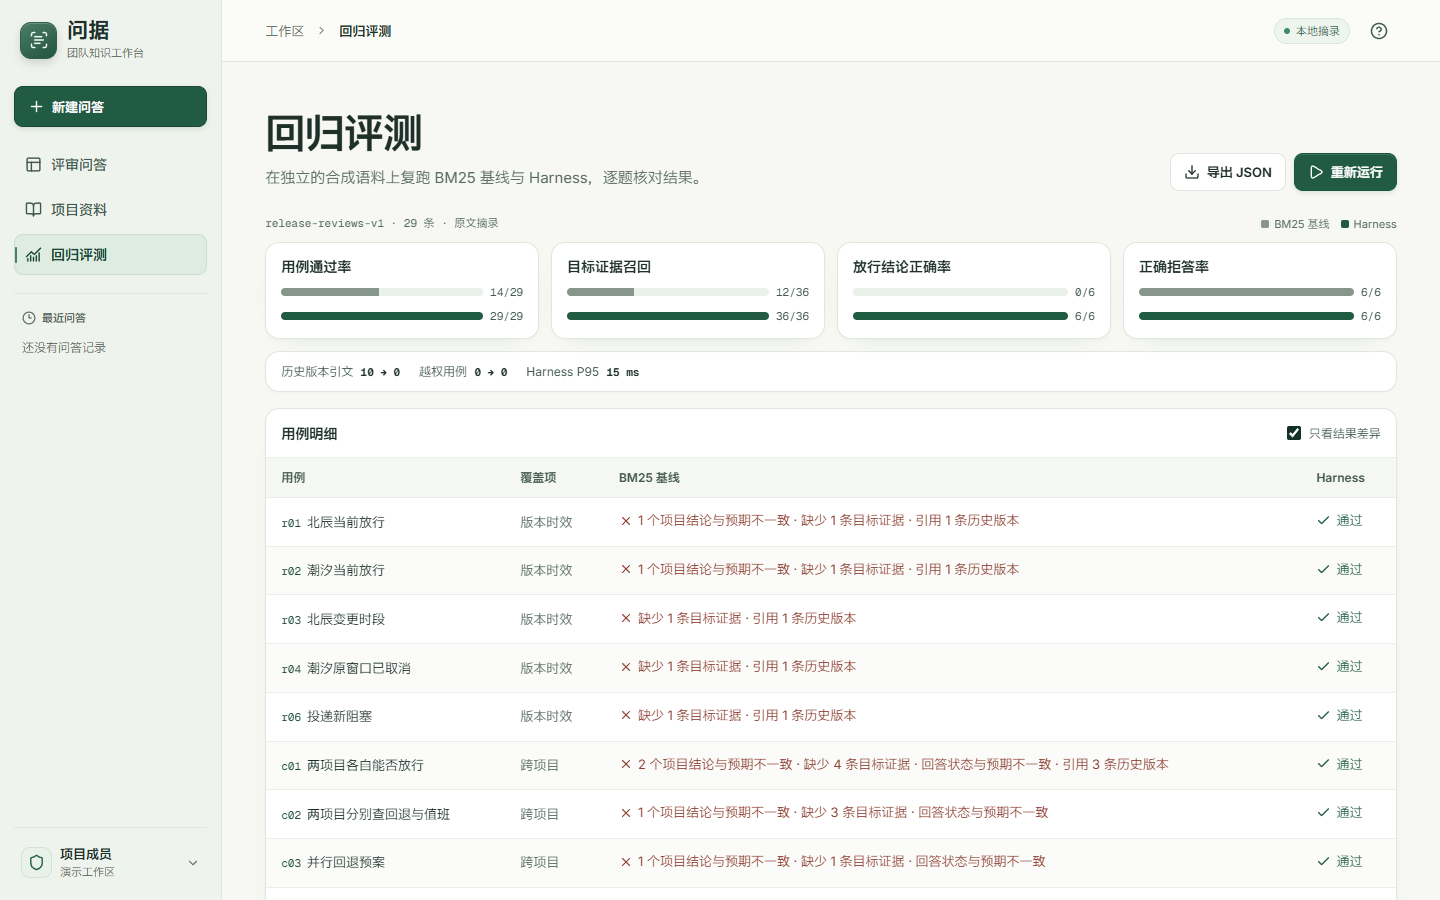 问据
团队知识工作台
新建问答
评审问答
项目资料
回归评测
最近问答
还没有问答记录
项目成员
演示工作区
工作区 › 回归评测
本地摘录
回归评测
在独立的合成语料上复跑 BM25 基线与 Harness，逐题核对结果。
导出 JSON
重新运行
release-reviews-v1 · 29 条 · 原文摘录
BM25 基线 Harness
用例通过率
14/29
29/29
目标证据召回
12/36
36/36
放行结论正确率
0/6
6/6
正确拒答率
6/6
6/6
历史版本引文 10 → 0 越权用例 0 → 0 Harness P95 15 ms
用例明细
只看结果差异
用例 覆盖项 BM25 基线 Harness
r01 北辰当前放行 版本时效 × 1 个项目结论与预期不一致 · 缺少 1 条目标证据 · 引用 1 条历史版本 ✓ 通过
r02 潮汐当前放行 版本时效 × 1 个项目结论与预期不一致 · 缺少 1 条目标证据 · 引用 1 条历史版本 ✓ 通过
r03 北辰变更时段 版本时效 × 缺少 1 条目标证据 · 引用 1 条历史版本 ✓ 通过
r04 潮汐原窗口已取消 版本时效 × 缺少 1 条目标证据 · 引用 1 条历史版本 ✓ 通过
r06 投递新阻塞 版本时效 × 缺少 1 条目标证据 · 引用 1 条历史版本 ✓ 通过
c01 两项目各自能否放行 跨项目 × 2 个项目结论与预期不一致 · 缺少 4 条目标证据 · 回答状态与预期不一致 · 引用 3 条历史版本 ✓ 通过
c02 两项目分别查回退与值班 跨项目 × 1 个项目结论与预期不一致 · 缺少 3 条目标证据 · 回答状态与预期不一致 ✓ 通过
c03 并行回退预案 跨项目 × 1 个项目结论与预期不一致 · 缺少 1 条目标证据 · 回答状态与预期不一致 ✓ 通过